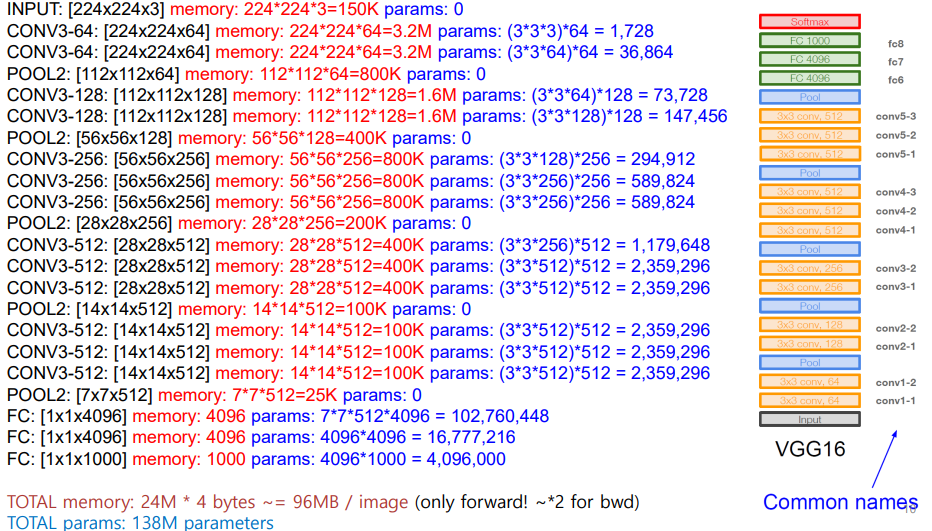 INPUT: [224x224x3] memory: 224*224*3=150K params: 0
CONV3-64: [224x224x64] memory: 224*224*64=3.2M params: (3*3*3)*64 = 1,728
CONV3-64: [224x224x64] memory: 224*224*64=3.2M params: (3*3*64)*64 = 36,864
POOL2: [112x112x64] memory: 112*112*64=800K params: 0
CONV3-128: [112x112x128] memory: 112*112*128=1.6M params: (3*3*64)*128 = 73,728
CONV3-128: [112x112x128] memory: 112*112*128=1.6M params: (3*3*128)*128 = 147,456
POOL2: [56x56x128] memory: 56*56*128=400K params: 0
CONV3-256: [56x56x256] memory: 56*56*256=800K params: (3*3*128)*256 = 294,912
CONV3-256: [56x56x256] memory: 56*56*256=800K params: (3*3*256)*256 = 589,824
CONV3-256: [56x56x256] memory: 56*56*256=800K params: (3*3*256)*256 = 589,824
POOL2: [28x28x256] memory: 28*28*256=200K params: 0
CONV3-512: [28x28x512] memory: 28*28*512=400K params: (3*3*256)*512 = 1,179,648
CONV3-512: [28x28x512] memory: 28*28*512=400K params: (3*3*512)*512 = 2,359,296
CONV3-512: [28x28x512] memory: 28*28*512=400K params: (3*3*512)*512 = 2,359,296
POOL2: [14x14x512] memory: 14*14*512=100K params: 0
CONV3-512: [14x14x512] memory: 14*14*512=100K params: (3*3*512)*512 = 2,359,296
CONV3-512: [14x14x512] memory: 14*14*512=100K params: (3*3*512)*512 = 2,359,296
CONV3-512: [14x14x512] memory: 14*14*512=100K params: (3*3*512)*512 = 2,359,296
POOL2: [7x7x512] memory: 7*7*512=25K params: 0
FC: [1x1x4096] memory: 4096 params: 7*7*512*4096 = 102,760,448
FC: [1x1x4096] memory: 4096 params: 4096*4096 = 16,777,216
FC: [1x1x1000] memory: 1000 params: 4096*1000 = 4,096,000
TOTAL memory: 24M * 4 bytes ~= 96MB / image (only forward! ~*2 for bwd)
TOTAL params: 138M parameters
Softmax
FC 1000 fc8
FC 4096 fc7
FC 4096 fc6
Pool
3x3 conv, 512 conv5-3
3x3 conv, 512 conv5-2
3x3 conv, 512 conv5-1
Pool
3x3 conv, 512 conv4-3
3x3 conv, 512 conv4-2
3x3 conv, 512 conv4-1
Pool
3x3 conv, 256 conv3-2
3x3 conv, 256 conv3-1
Pool
3x3 conv, 128 conv2-2
3x3 conv, 128 conv2-1
Pool
3x3 conv, 64 conv1-2
3x3 conv, 64 conv1-1
Input
VGG16
Common names